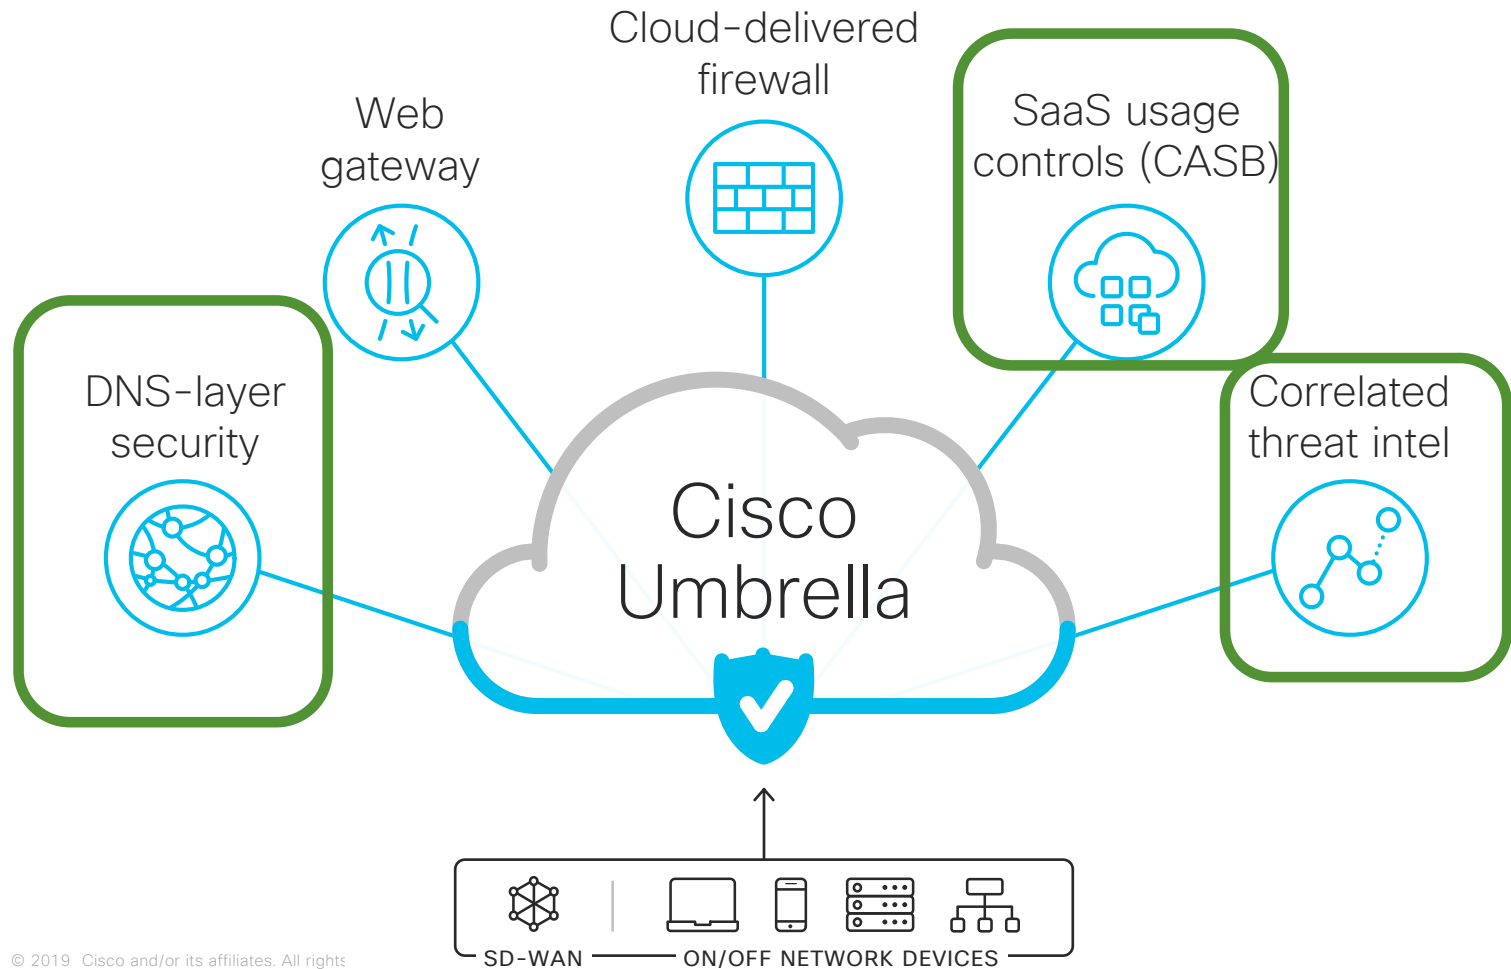 Cloud-delivered
firewall
Web
gateway
SaaS usage
controls (CASB)
DNS-layer
security
Correlated
threat intel
Cisco
Umbrella
SD-WAN
ON/OFF NETWORK DEVICES
© 2019 Cisco and/or its affiliates. All rights